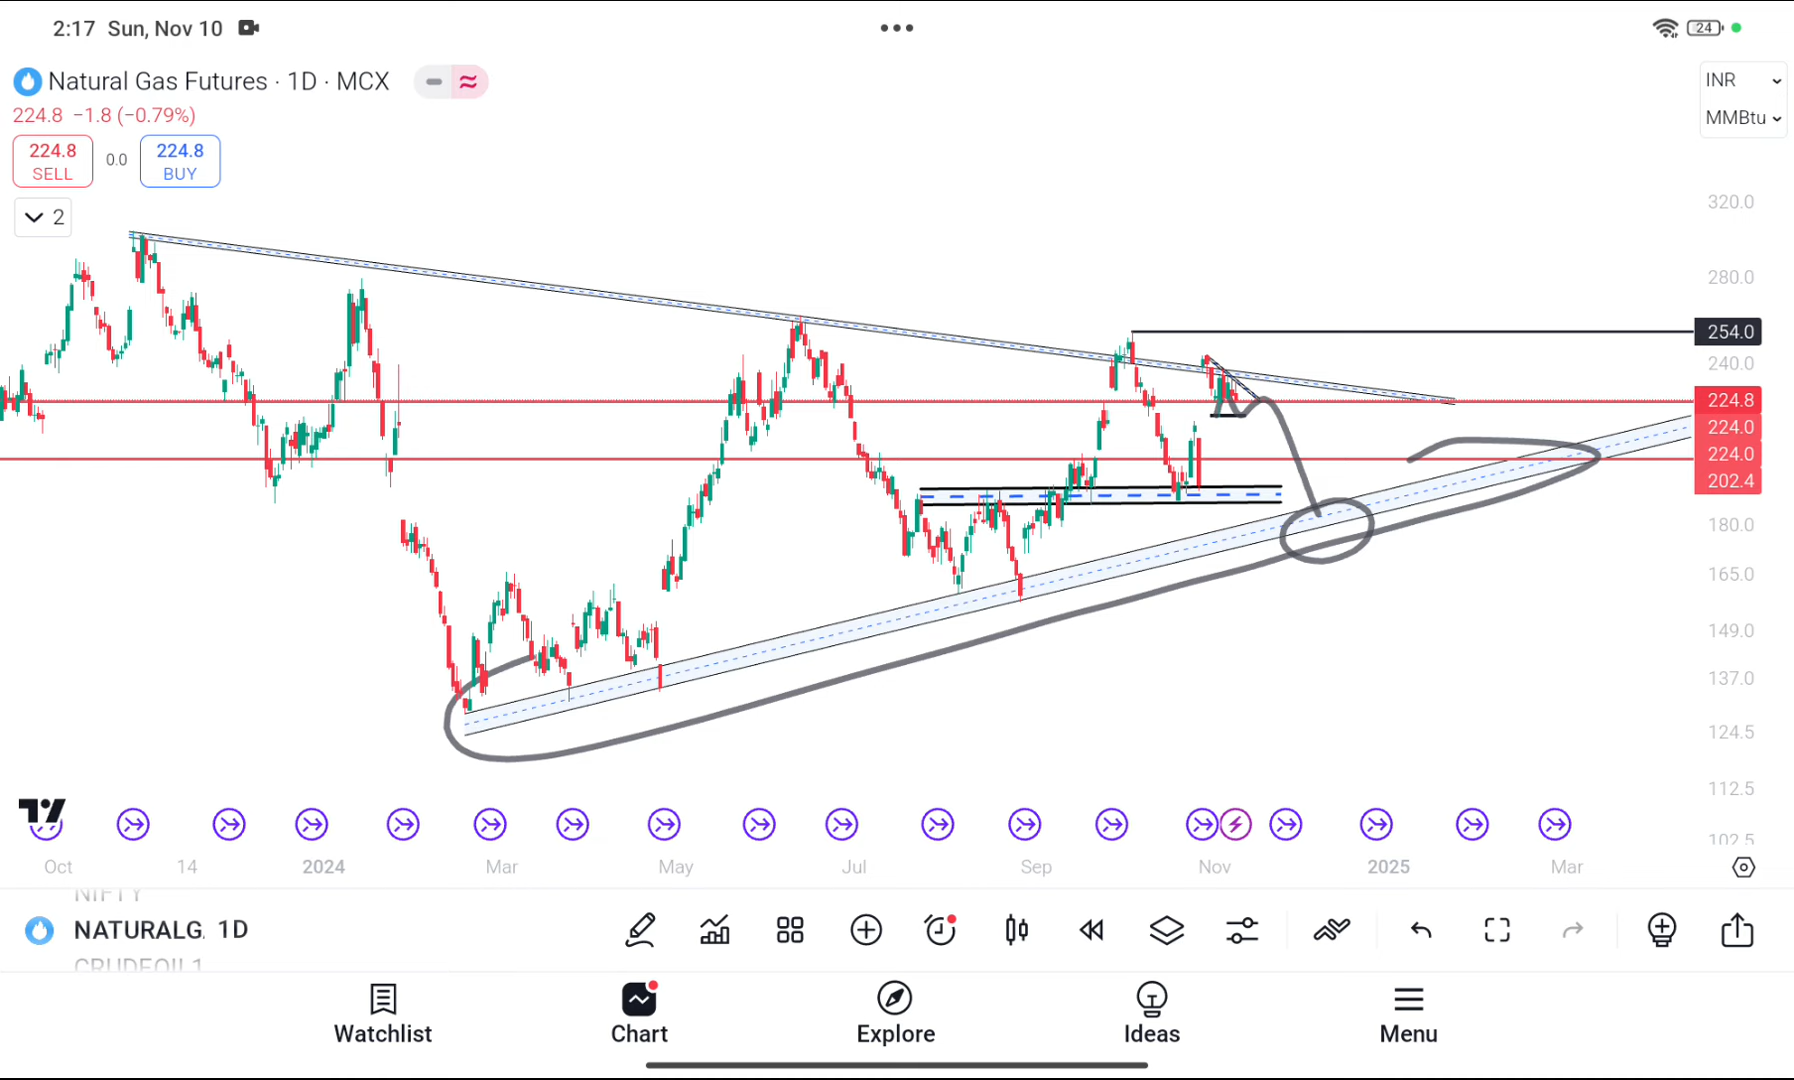 2:17 Sun, Nov 10
24
Natural Gas Futures · 1D · MCX
INR
224.8 −1.8 (−0.79%)
MMBtu
224.8 0.0 224.8
SELL BUY
2
320.0
280.0
254.0
240.0
224.8
224.0
224.0
202.4
180.0
165.0
149.0
137.0
124.5
112.5
102.5
Oct 14 2024 Mar May Jul Sep Nov 2025 Mar
NIFTY
NATURALG. 1D
CRUDEOIL1
Watchlist Chart Explore Ideas Menu